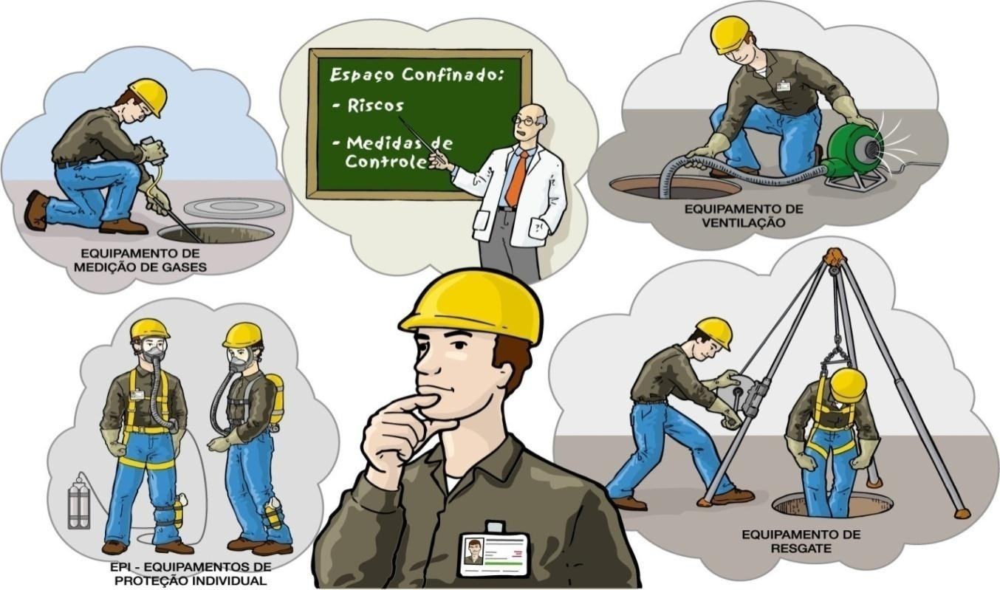 Espaço Confinado:
- Riscos
- Medidas de
Controle
EQUIPAMENTO DE
VENTILAÇÃO
EQUIPAMENTO DE
MEDIÇÃO DE GASES
EPI - EQUIPAMENTOS DE
PROTEÇÃO INDIVIDUAL
EQUIPAMENTO DE
RESGATE